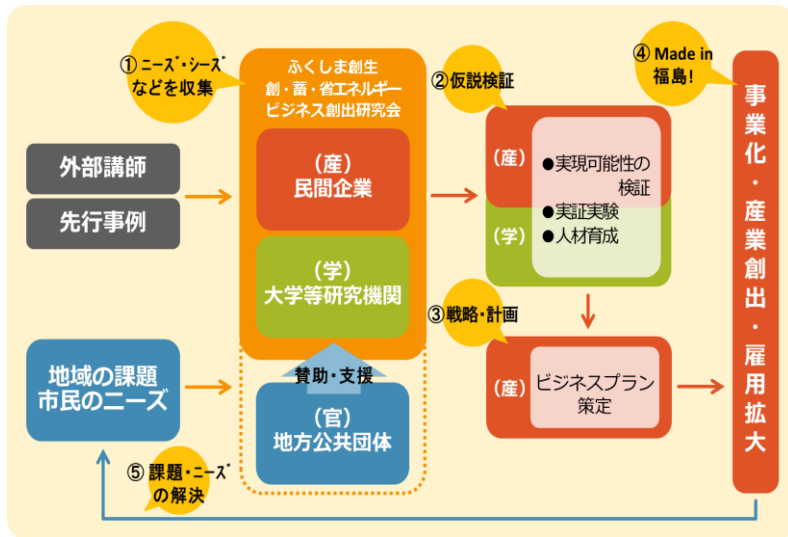 ① ニーズ・シーズ
などを収集
ふくしま創生
創・蓄・省エネルギー
ビジネス創出研究会
(産)
民間企業
(学)
大学等研究機関
賛助・支援
(官)
地方公共団体
外部講師
先行事例
地域の課題
市民のニーズ
② 仮説検証
(産)
(学)
●実現可能性の
検証
●実証実験
●人材育成
③ 戦略・計画
(産)
ビジネスプラン
策定
④ Made in
福島!
事業化・産業創出・雇用拡大
⑤ 課題・ニーズ
の解決